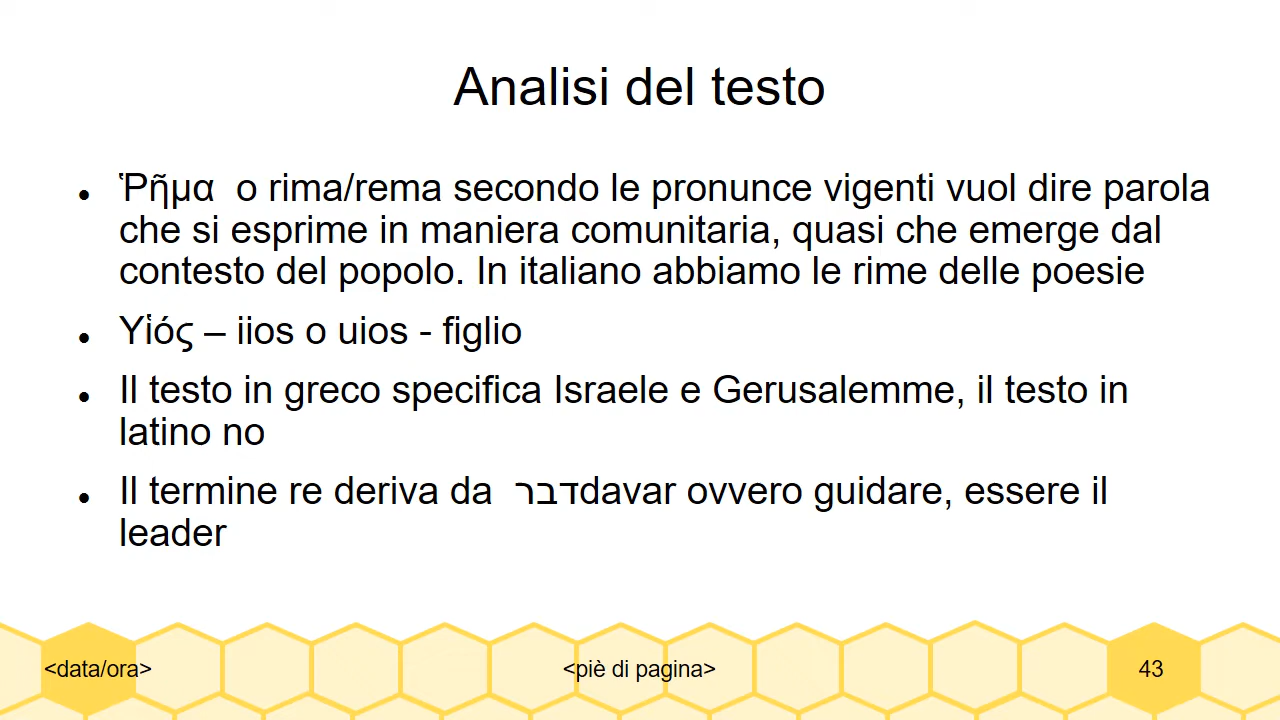 Analisi del testo
● Ῥῆμα o rima/rema secondo le pronunce vigenti vuol dire parola
che si esprime in maniera comunitaria, quasi che emerge dal
contesto del popolo. In italiano abbiamo le rime delle poesie
● Υἱός – iios o uios - figlio
● Il testo in greco specifica Israele e Gerusalemme, il testo in
latino no
● Il termine re deriva da דברdavar ovvero guidare, essere il
leader
<data/ora> <piè di pagina> 43